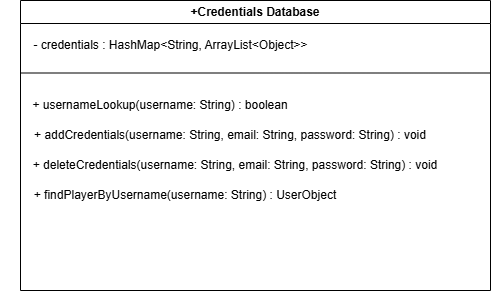 +Credentials Database
- credentials : HashMap<String, ArrayList<Object>>
+ usernameLookup(username: String) : boolean
+ addCredentials(username: String, email: String, password: String) : void
+ deleteCredentials(username: String, email: String, password: String) : void
+ findPlayerByUsername(username: String) : UserObject